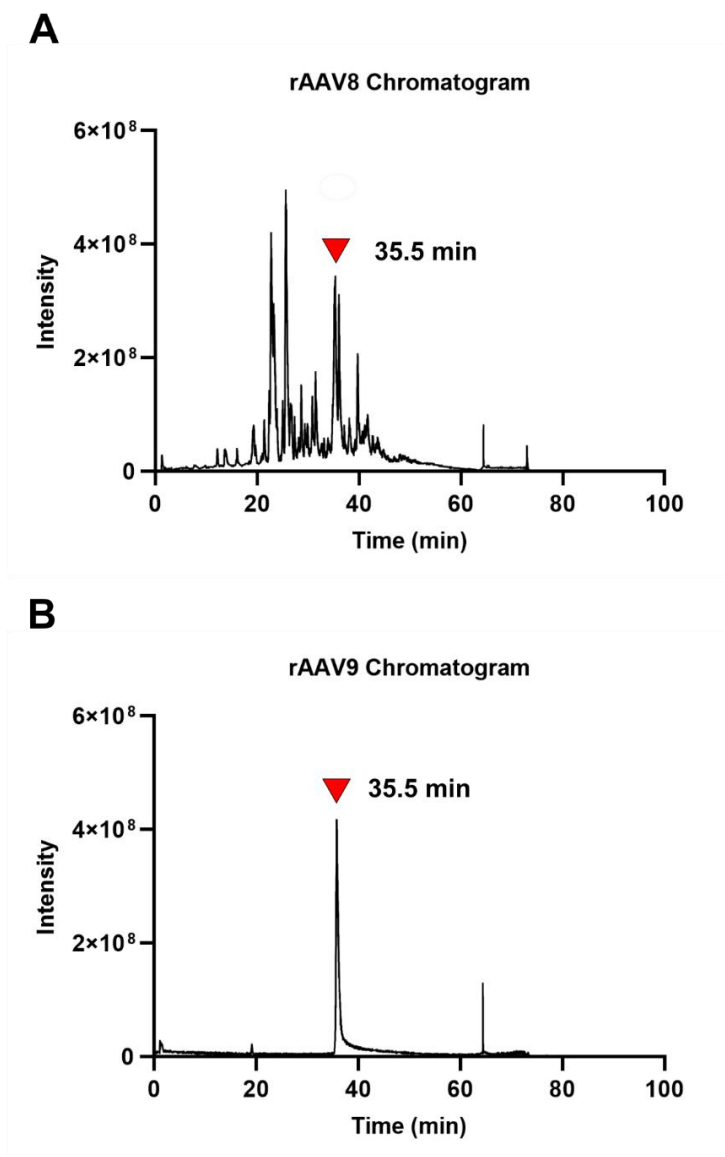 A
rAAV8 Chromatogram
6×10⁸
4×10⁸
35.5 min
Intensity
2×10⁸
0
0 20 40 60 80 100
Time (min)
B
rAAV9 Chromatogram
6×10⁸
35.5 min
4×10⁸
Intensity
2×10⁸
0
0 20 40 60 80 100
Time (min)